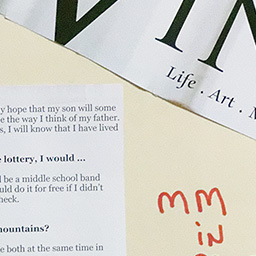 IN
Life · Art · M
y hope that my son will some
e the way I think of my father.
s, I will know that I have lived
e lottery, I would ...
l be a middle school band
uld do it for free if I didn't
heck.
ountains?
e both at the same time in
MM
iN